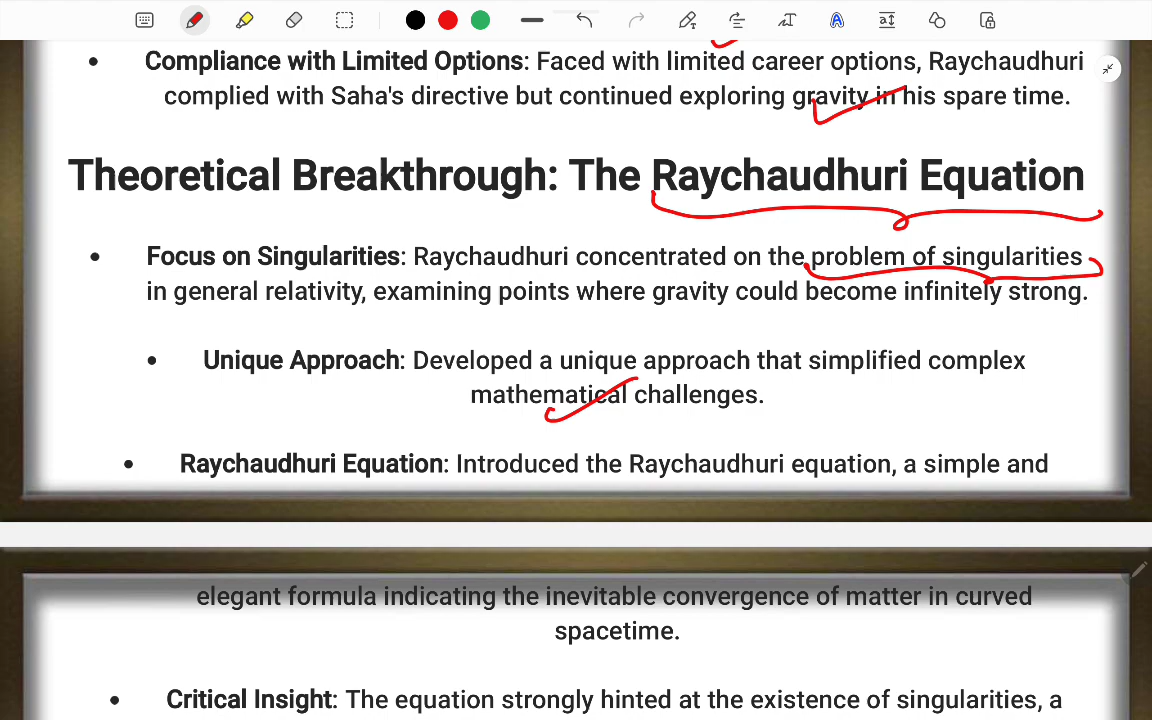 • Compliance with Limited Options: Faced with limited career options, Raychaudhuri
complied with Saha's directive but continued exploring gravity in his spare time.
Theoretical Breakthrough: The Raychaudhuri Equation
• Focus on Singularities: Raychaudhuri concentrated on the problem of singularities
in general relativity, examining points where gravity could become infinitely strong.
• Unique Approach: Developed a unique approach that simplified complex
mathematical challenges.
• Raychaudhuri Equation: Introduced the Raychaudhuri equation, a simple and
elegant formula indicating the inevitable convergence of matter in curved
spacetime.
• Critical Insight: The equation strongly hinted at the existence of singularities, a